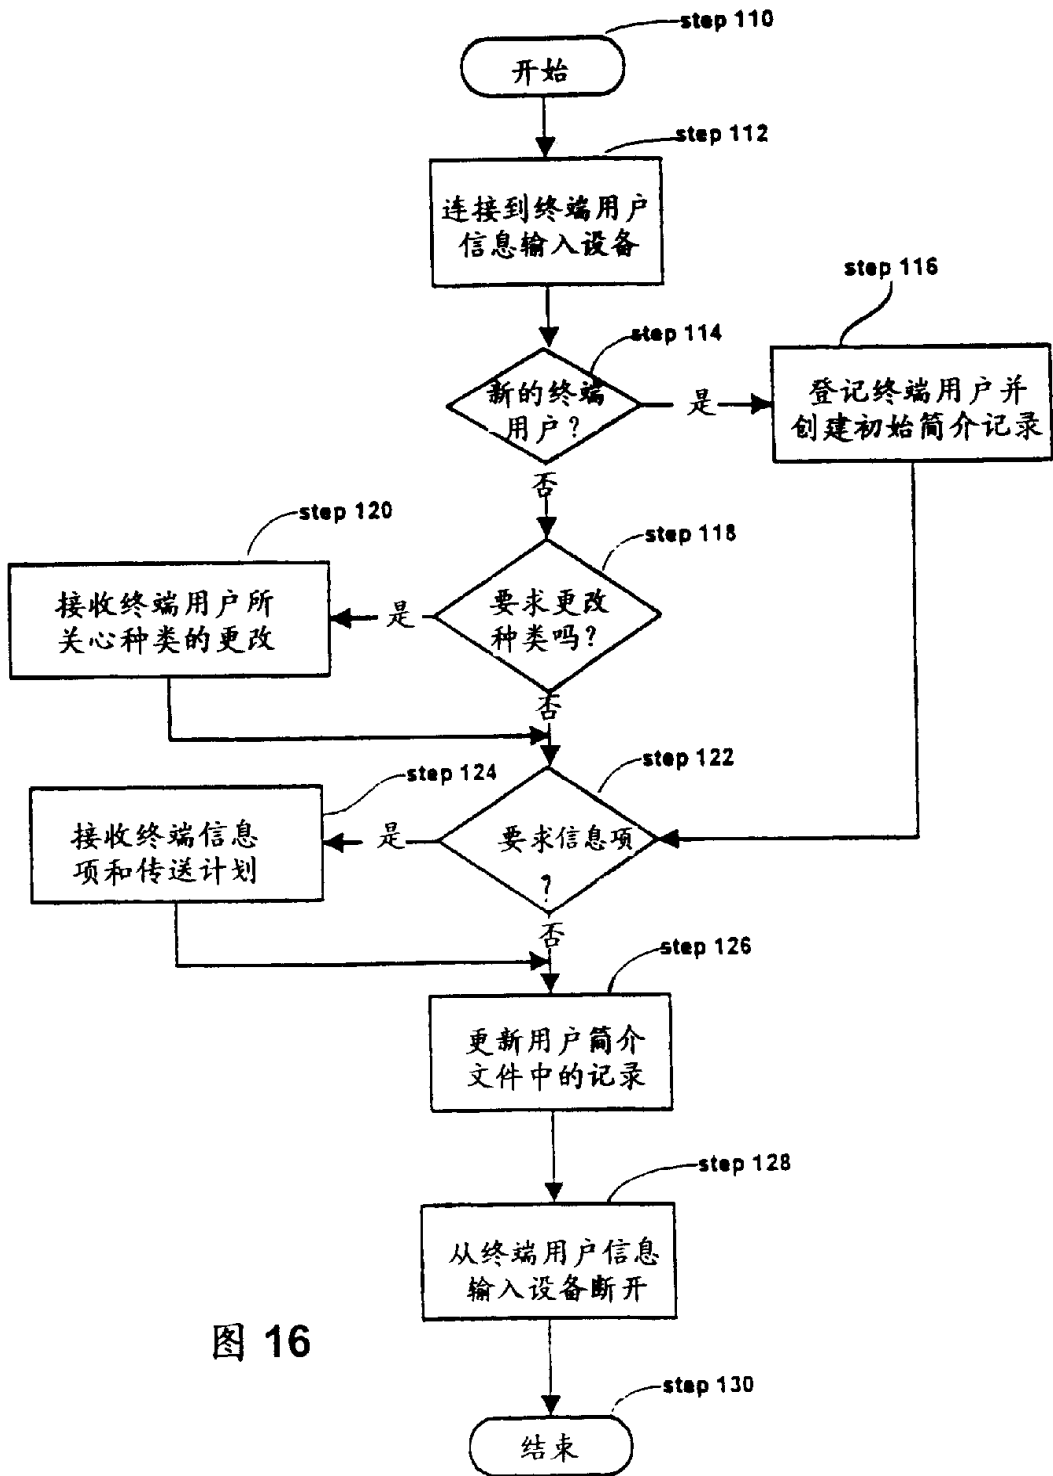 step 110
开始
step 112
连接到终端用户
信息输入设备
step 116
step 114
新的终端
用户?
是
登记终端用户并
创建初始简介记录
否
step 120
step 118
接收终端用户所
关心种类的更改
是
要求更改
种类吗?
否
step 122
step 124
接收终端信息
项和传送计划
是
要求信息项
?
否
step 126
更新用户简介
文件中的记录
step 128
从终端用户信息
输入设备断开
图 16
step 130
结束